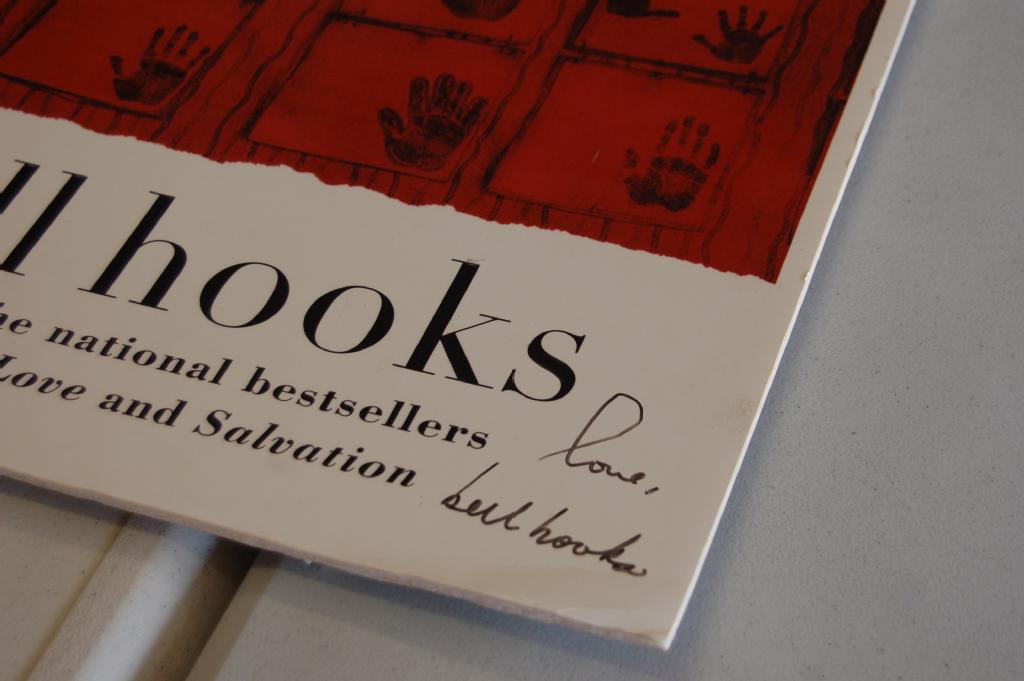 ll hooks
he national bestsellers
Love and Salvation
love,
bell hooks